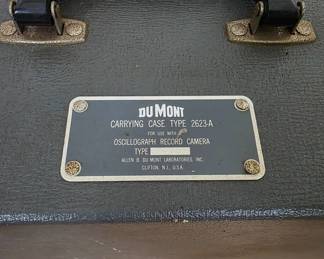 DU MONT
CARRYING CASE TYPE 2623-A
FOR USE WITH
OSCILLOGRAPH RECORD CAMERA
TYPE
ALLEN B. DU MONT LABORATORIES, INC.
CLIFTON, N.J., U.S.A.